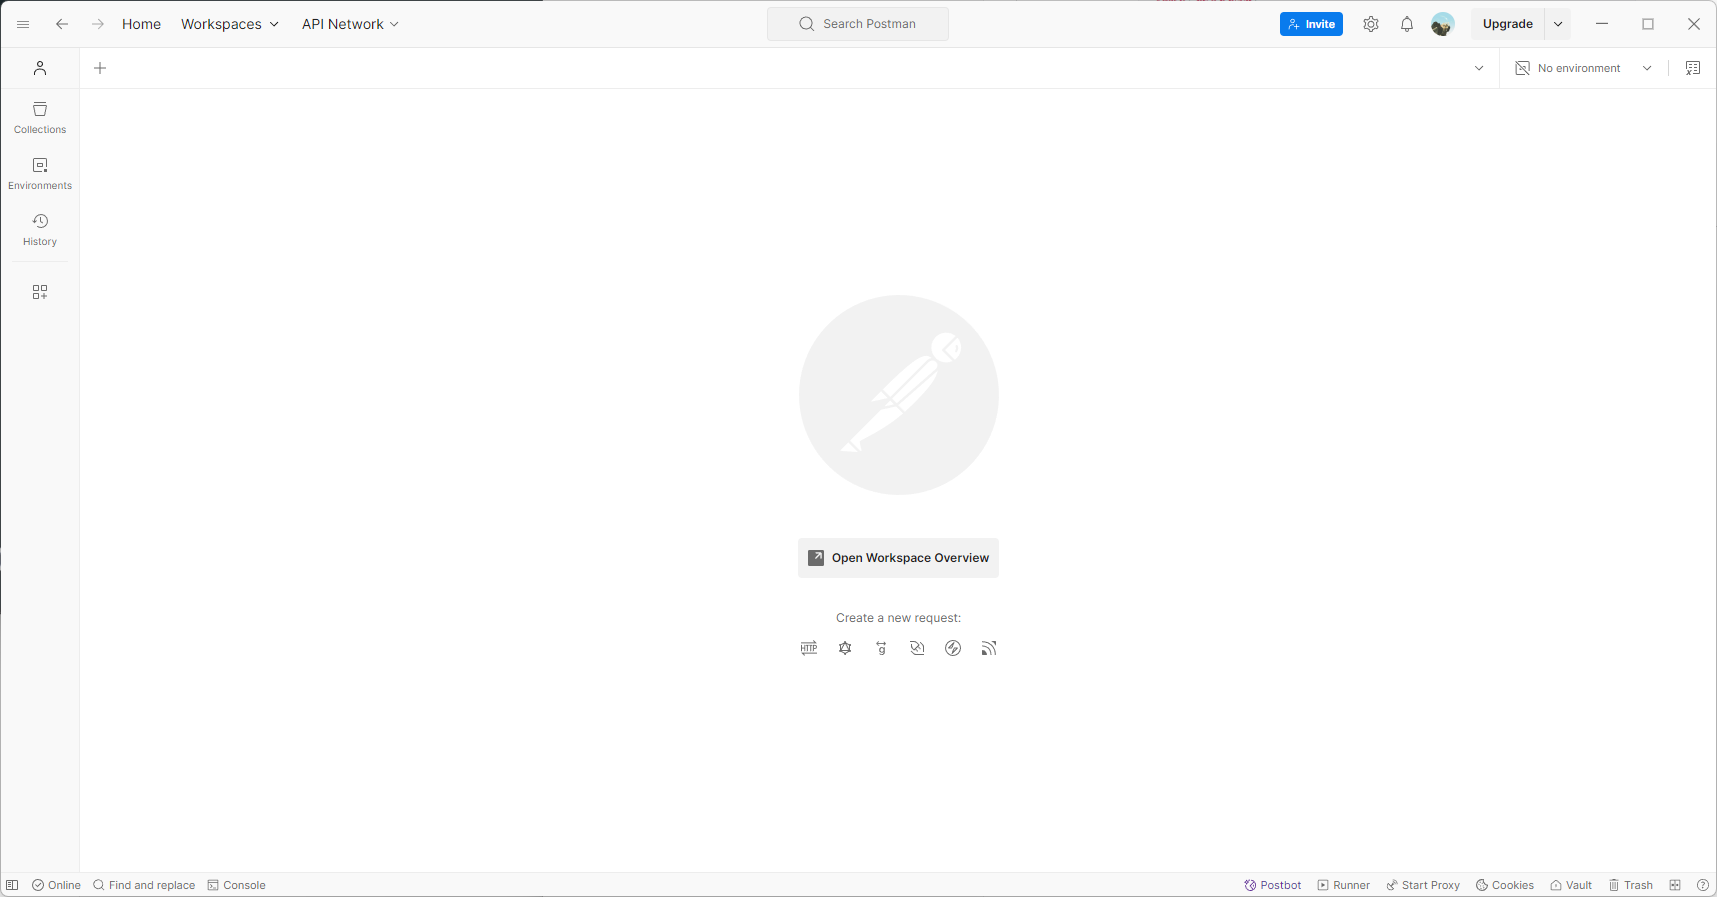 Home Workspaces API Network Search Postman Invite Upgrade
No environment
Collections
Environments
History
Open Workspace Overview
Create a new request:
HTTP g
Online Find and replace Console Postbot Runner Start Proxy Cookies Vault Trash